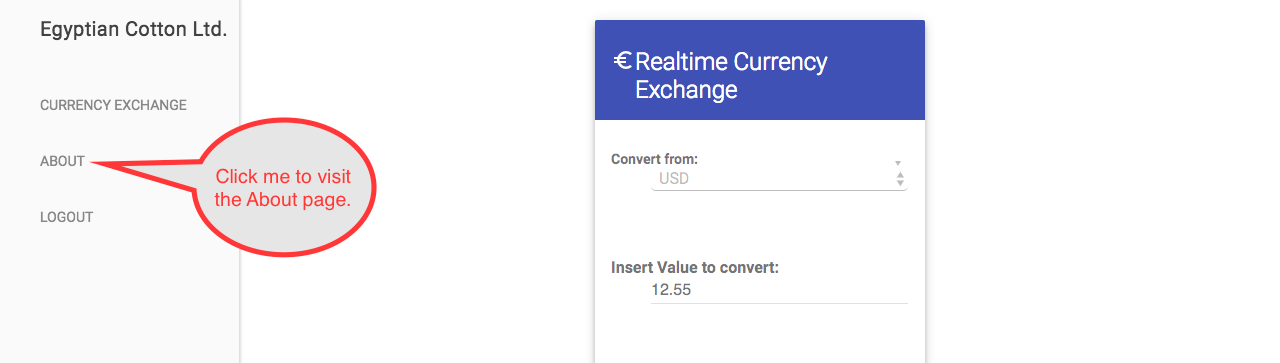 Egyptian Cotton Ltd.
CURRENCY EXCHANGE
ABOUT
LOGOUT
Click me to visit
the About page.
€ Realtime Currency
Exchange
Convert from:
USD
Insert Value to convert:
12.55